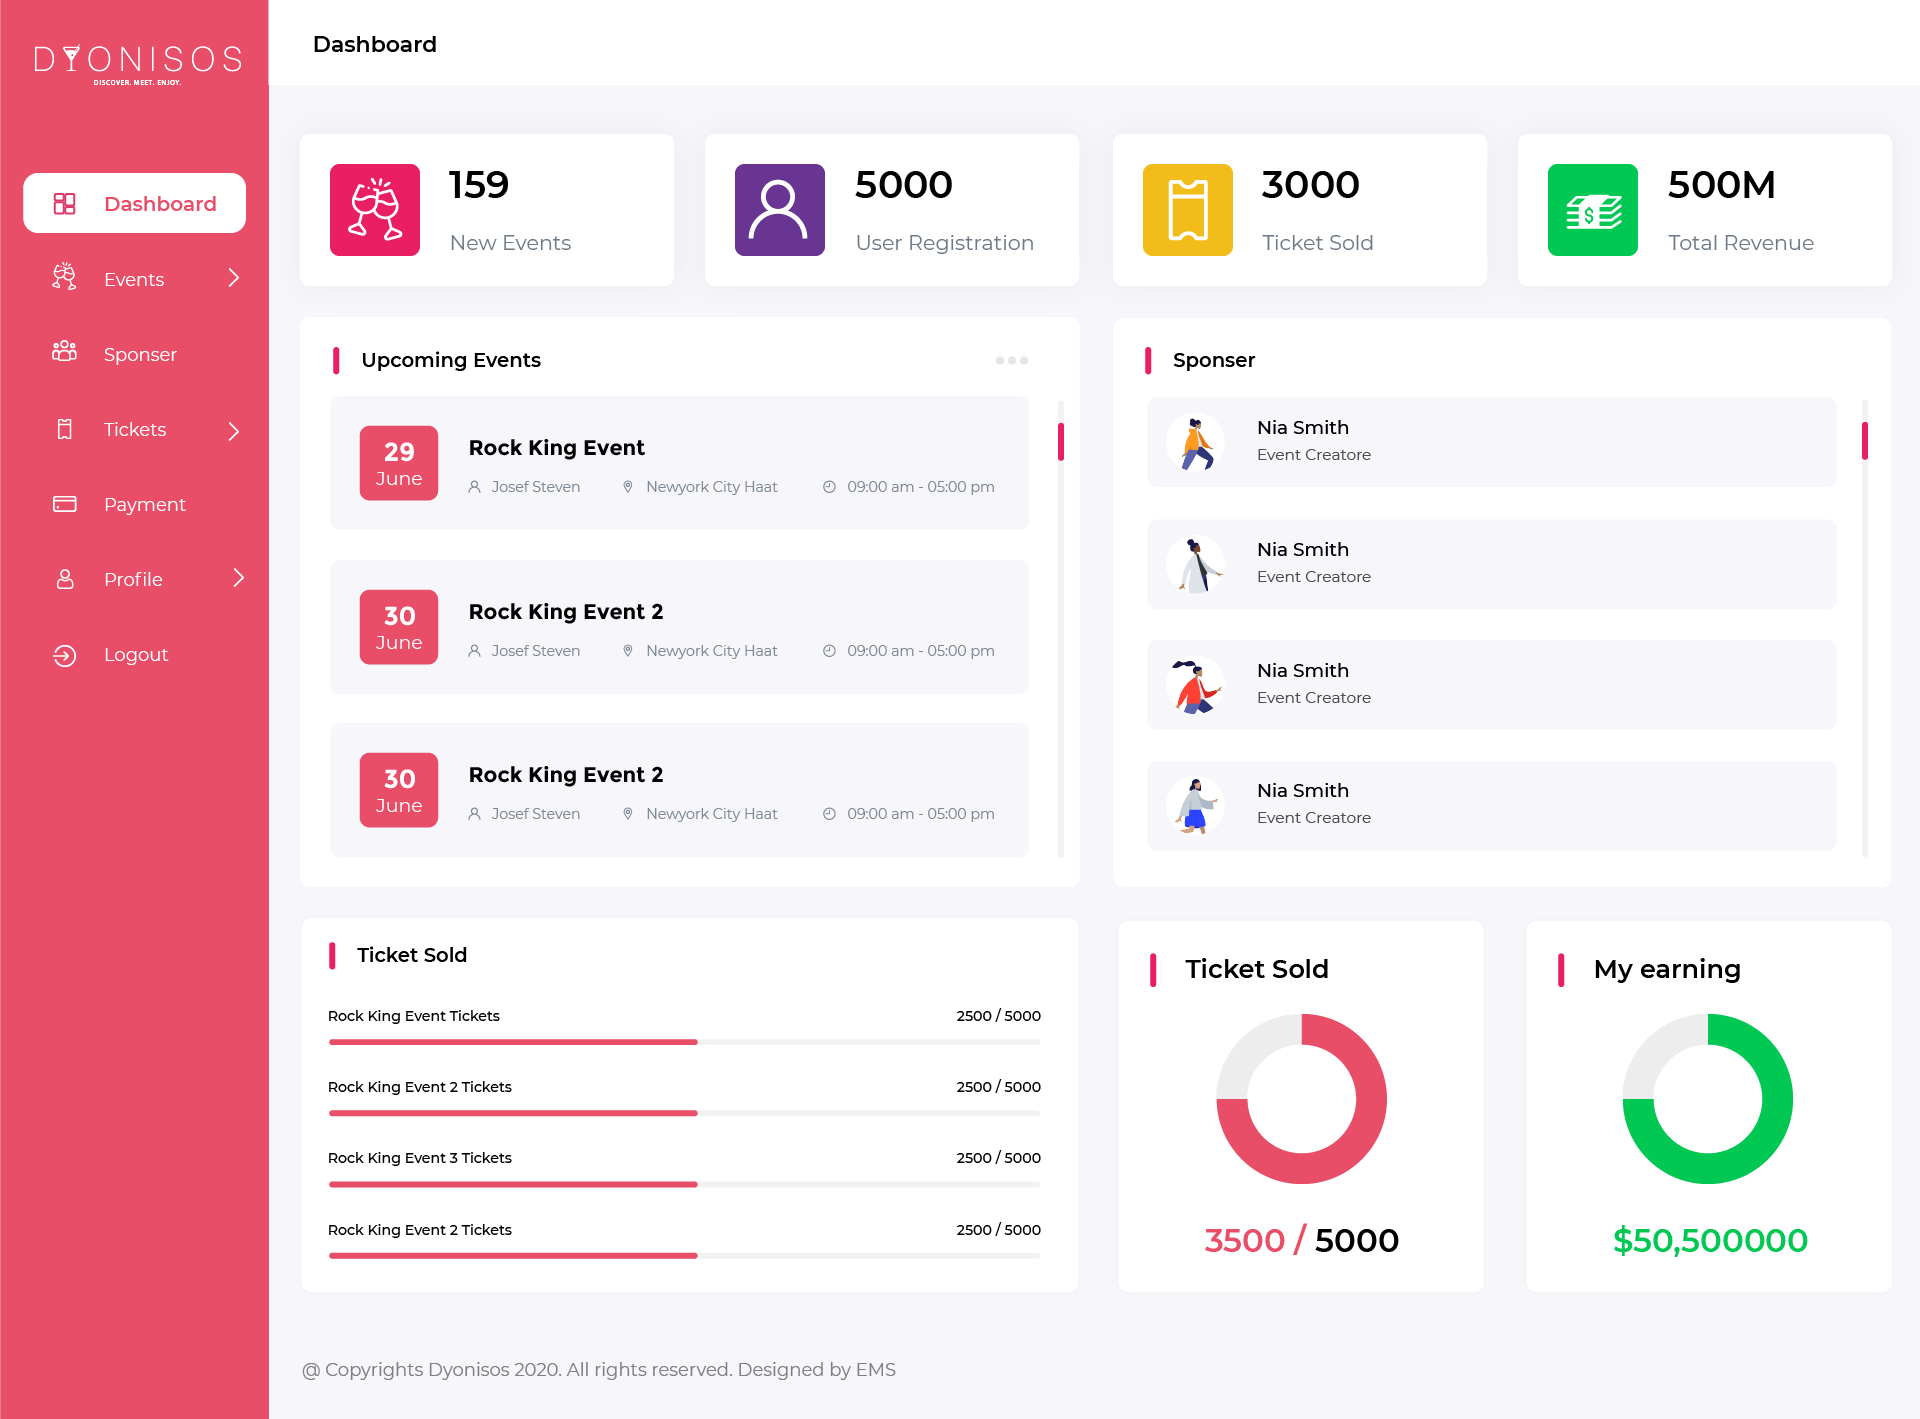 DYONISOS
DISCOVER. MEET. ENJOY.
Dashboard
Dashboard
Events
Sponser
Tickets
Payment
Profile
Logout
159
New Events
5000
User Registration
3000
Ticket Sold
500M
Total Revenue
$
Upcoming Events
29
June
Rock King Event
Josef Steven
Newyork City Haat
09:00 am - 05:00 pm
30
June
Rock King Event 2
Josef Steven
Newyork City Haat
09:00 am - 05:00 pm
30
June
Rock King Event 2
Josef Steven
Newyork City Haat
09:00 am - 05:00 pm
Sponser
Nia Smith
Event Creatore
Nia Smith
Event Creatore
Nia Smith
Event Creatore
Nia Smith
Event Creatore
Ticket Sold
Rock King Event Tickets
2500 / 5000
Rock King Event 2 Tickets
2500 / 5000
Rock King Event 3 Tickets
2500 / 5000
Rock King Event 2 Tickets
2500 / 5000
Ticket Sold
3500 / 5000
My earning
$50,500000
@ Copyrights Dyonisos 2020. All rights reserved. Designed by EMS